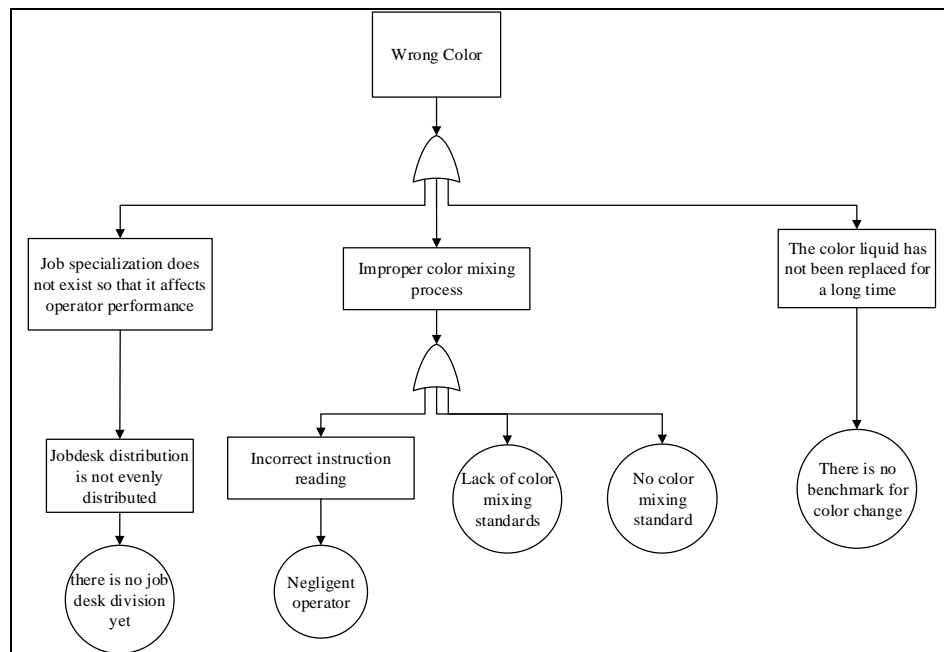 Wrong Color
Job specialization does
not exist so that it affects
operator performance
Improper color mixing
process
The color liquid has
not been replaced for
a long time
Jobdesk distribution
is not evenly
distributed
Incorrect instruction
reading
Lack of color
mixing
standards
No color
mixing
standard
There is no
benchmark for
color change
there is no job
desk division
yet
Negligent
operator